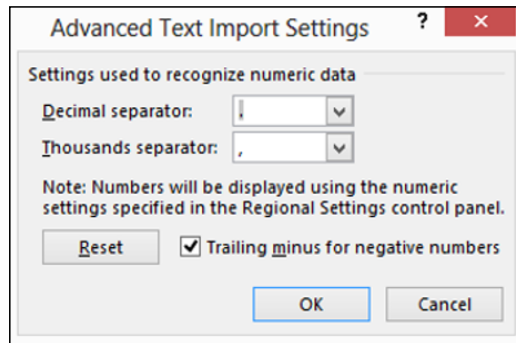 Advanced Text Import Settings ? ×
Settings used to recognize numeric data
Decimal separator: .
Thousands separator: ,
Note: Numbers will be displayed using the numeric
settings specified in the Regional Settings control panel.
Reset Trailing minus for negative numbers
OK Cancel